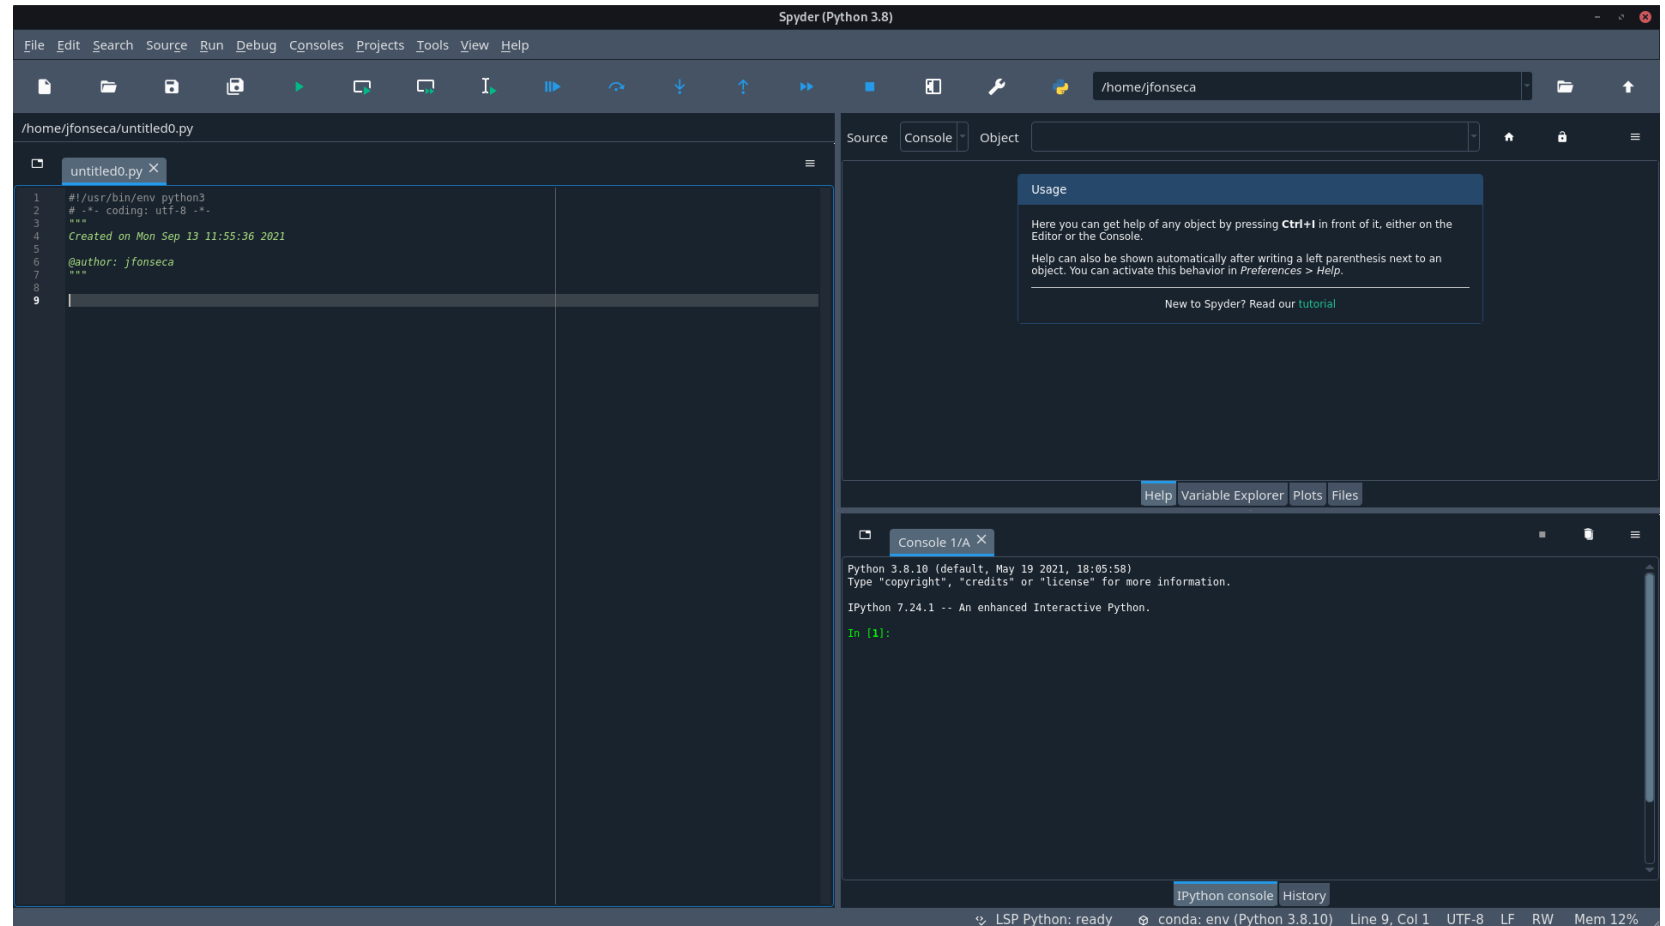 Spyder (Python 3.8)
File Edit Search Source Run Debug Consoles Projects Tools View Help
/home/jfonseca
/home/jfonseca/untitled0.py
untitled0.py
1 #!/usr/bin/env python3
2 # -*- coding: utf-8 -*-
3 """
4 Created on Mon Sep 13 11:55:36 2021
5
6 @author: jfonseca
7 """
8
9
Source Console Object
Usage
Here you can get help of any object by pressing Ctrl+I in front of it, either on the
Editor or the Console.
Help can also be shown automatically after writing a left parenthesis next to an
object. You can activate this behavior in Preferences > Help.
New to Spyder? Read our tutorial
Help Variable Explorer Plots Files
Console 1/A
Python 3.8.10 (default, May 19 2021, 18:05:58)
Type "copyright", "credits" or "license" for more information.
IPython 7.24.1 -- An enhanced Interactive Python.
In [1]:
IPython console History
LSP Python: ready conda: env (Python 3.8.10) Line 9, Col 1 UTF-8 LF RW Mem 12%